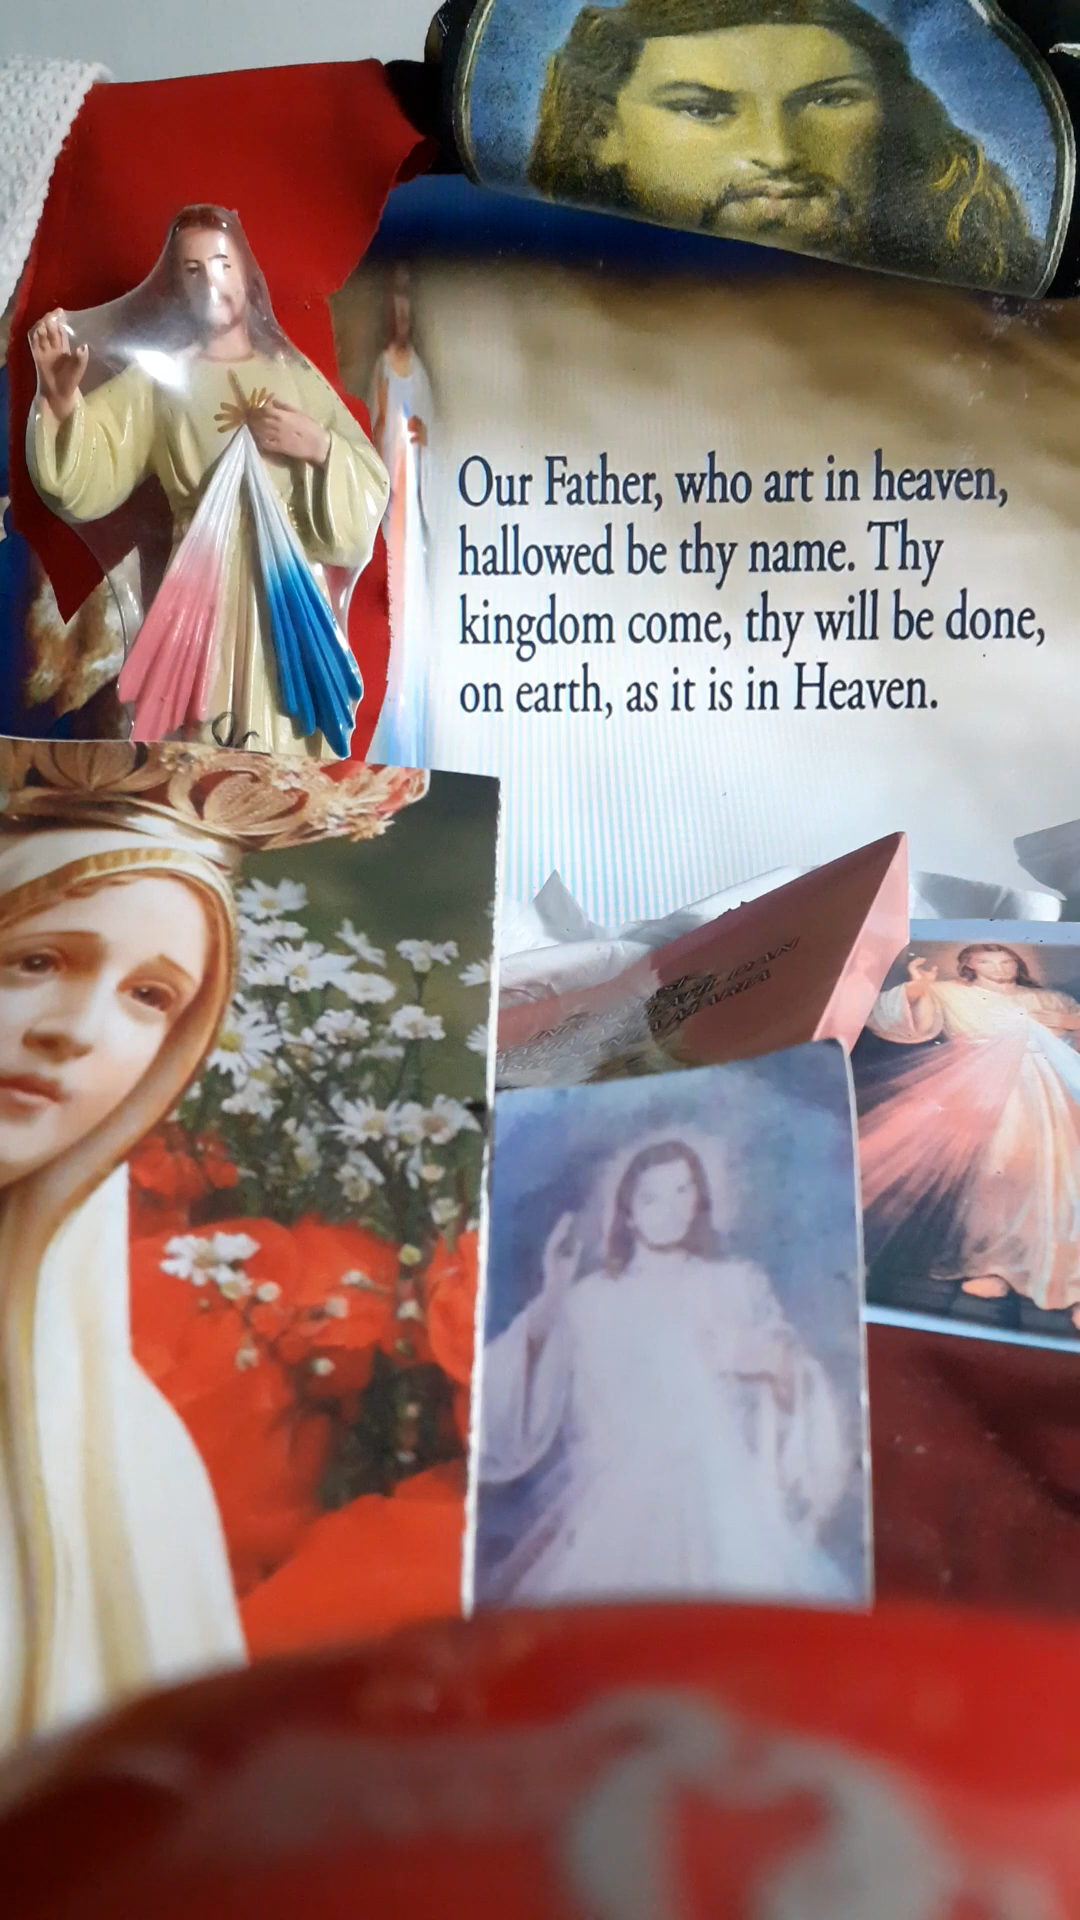 Our Father, who art in heaven,
hallowed be thy name. Thy
kingdom come, thy will be done,
on earth, as it is in Heaven.